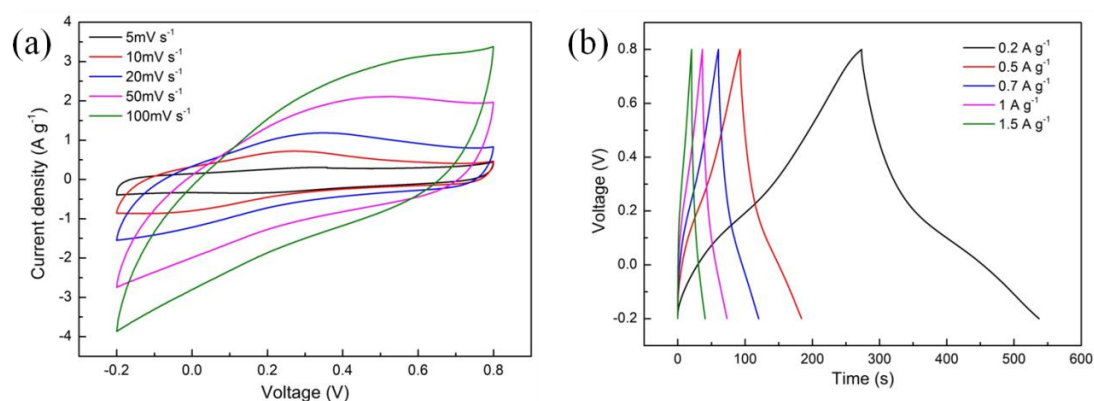 (a)
5mV s⁻¹
10mV s⁻¹
20mV s⁻¹
50mV s⁻¹
100mV s⁻¹
Current density (A g⁻¹)
4
3
2
1
0
-1
-2
-3
-4
-0.2 0.0 0.2 0.4 0.6 0.8
Voltage (V)
(b)
0.2 A g⁻¹
0.5 A g⁻¹
0.7 A g⁻¹
1 A g⁻¹
1.5 A g⁻¹
Voltage (V)
0.8
0.6
0.4
0.2
0.0
-0.2
0 100 200 300 400 500 600
Time (s)